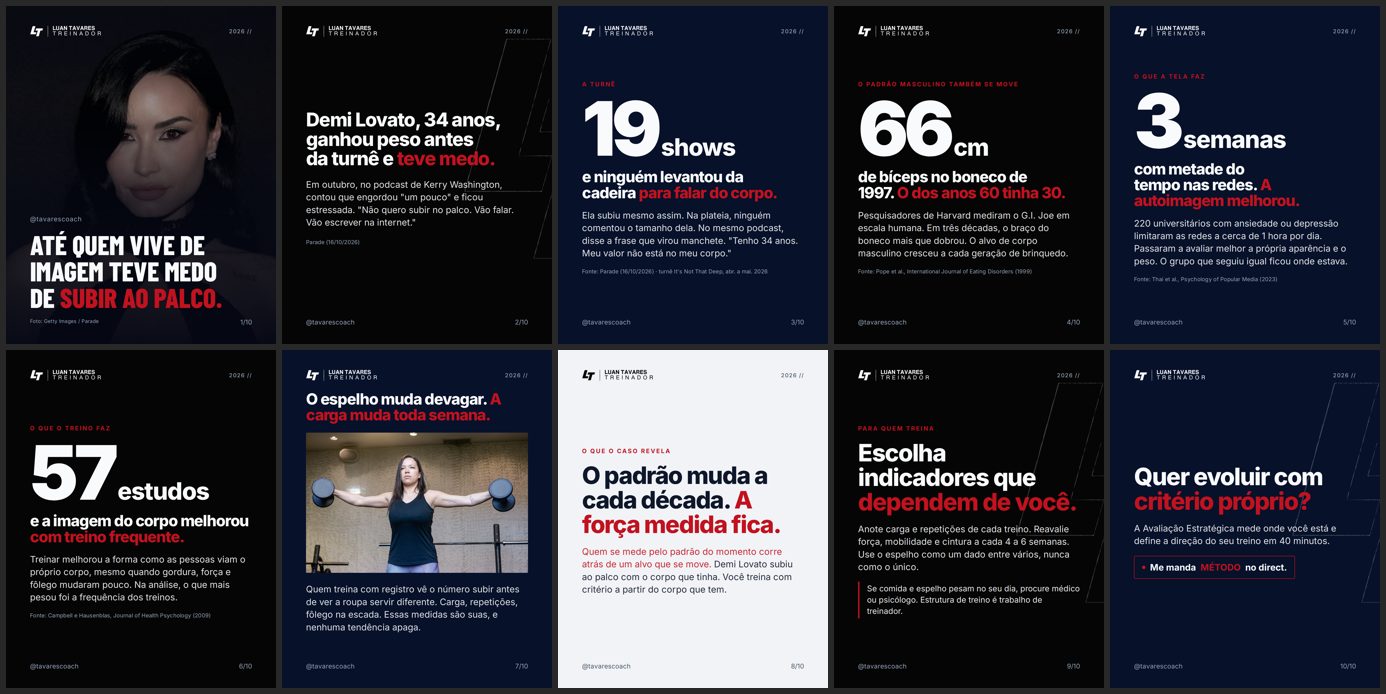 LT LUAN TAVARES
TREINADOR
2026 //
@tavarescoach
ATÉ QUEM VIVE DE
IMAGEM TEVE MEDO
DE SUBIR AO PALCO.
Foto: Getty Images / Parade
1/10
LT LUAN TAVARES
TREINADOR
2026 //
Demi Lovato, 34 anos,
ganhou peso antes
da turnê e teve medo.
Em outubro, no podcast de Kerry Washington,
contou que engordou "um pouco" e ficou
estressada. "Não quero subir no palco. Vão falar.
Vão escrever na internet."
Parade (16/10/2026)
@tavarescoach
2/10
LT LUAN TAVARES
TREINADOR
2026 //
A TURNÊ
19 shows
e ninguém levantou da
cadeira para falar do corpo.
Ela subiu mesmo assim. Na plateia, ninguém
comentou o tamanho dela. No mesmo podcast,
disse a frase que virou manchete. "Tenho 34 anos.
Meu valor não está no meu corpo."
Fonte: Parade (16/10/2026) · turnê It's Not That Deep, abr. a mai. 2026
@tavarescoach
3/10
LT LUAN TAVARES
TREINADOR
2026 //
O PADRÃO MASCULINO TAMBÉM SE MOVE
66 cm
de bíceps no boneco de
1997. O dos anos 60 tinha 30.
Pesquisadores de Harvard mediram o G.I. Joe em
escala humana. Em três décadas, o braço do
boneco mais que dobrou. O alvo de corpo
masculino cresceu a cada geração de brinquedo.
Fonte: Pope et al., International Journal of Eating Disorders (1999)
@tavarescoach
4/10
LT LUAN TAVARES
TREINADOR
2026 //
O QUE A TELA FAZ
3 semanas
com metade do
tempo nas redes. A
autoimagem melhorou.
220 universitários com ansiedade ou depressão
limitaram as redes a cerca de 1 hora por dia.
Passaram a avaliar melhor a própria aparência e o
peso. O grupo que seguiu igual ficou onde estava.
Fonte: Thai et al., Psychology of Popular Media (2023)
@tavarescoach
5/10
LT LUAN TAVARES
TREINADOR
2026 //
O QUE O TREINO FAZ
57 estudos
e a imagem do corpo melhorou
com treino frequente.
Treinar melhorou a forma como as pessoas viam o
próprio corpo, mesmo quando gordura, força e
fôlego mudaram pouco. Na análise, o que mais
pesou foi a frequência dos treinos.
Fonte: Campbell e Hausenblas, Journal of Health Psychology (2009)
@tavarescoach
6/10
LT LUAN TAVARES
TREINADOR
2026 //
O espelho muda devagar. A
carga muda toda semana.
Quem treina com registro vê o número subir antes
de ver a roupa servir diferente. Carga, repetições,
fôlego na escada. Essas medidas são suas, e
nenhuma tendência apaga.
@tavarescoach
7/10
LT LUAN TAVARES
TREINADOR
2026 //
O QUE O CASO REVELA
O padrão muda a
cada década. A
força medida fica.
Quem se mede pelo padrão do momento corre
atrás de um alvo que se move. Demi Lovato subiu
ao palco com o corpo que tinha. Você treina com
critério a partir do corpo que tem.
@tavarescoach
8/10
LT LUAN TAVARES
TREINADOR
2026 //
PARA QUEM TREINA
Escolha
indicadores que
dependem de você.
Anote carga e repetições de cada treino. Reavalie
força, mobilidade e cintura a cada 4 a 6 semanas.
Use o espelho como um dado entre vários, nunca
como o único.
Se comida e espelho pesam no seu dia, procure médico
ou psicólogo. Estrutura de treino é trabalho de
treinador.
@tavarescoach
9/10
LT LUAN TAVARES
TREINADOR
2026 //
Quer evoluir com
critério próprio?
A Avaliação Estratégica mede onde você está e
define a direção do seu treino em 40 minutos.
• Me manda MÉTODO no direct.
@tavarescoach
10/10